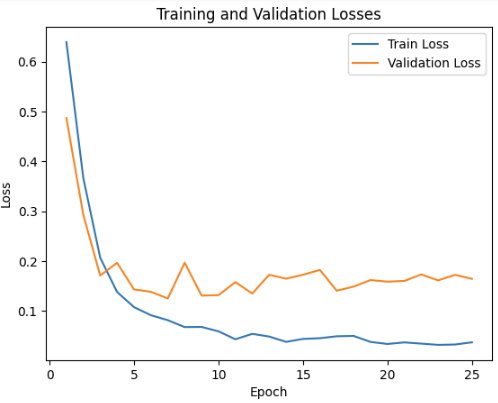 Training and Validation Losses
Train Loss
Validation Loss
0.6
0.5
0.4
0.3
0.2
0.1
Loss
0 5 10 15 20 25
Epoch